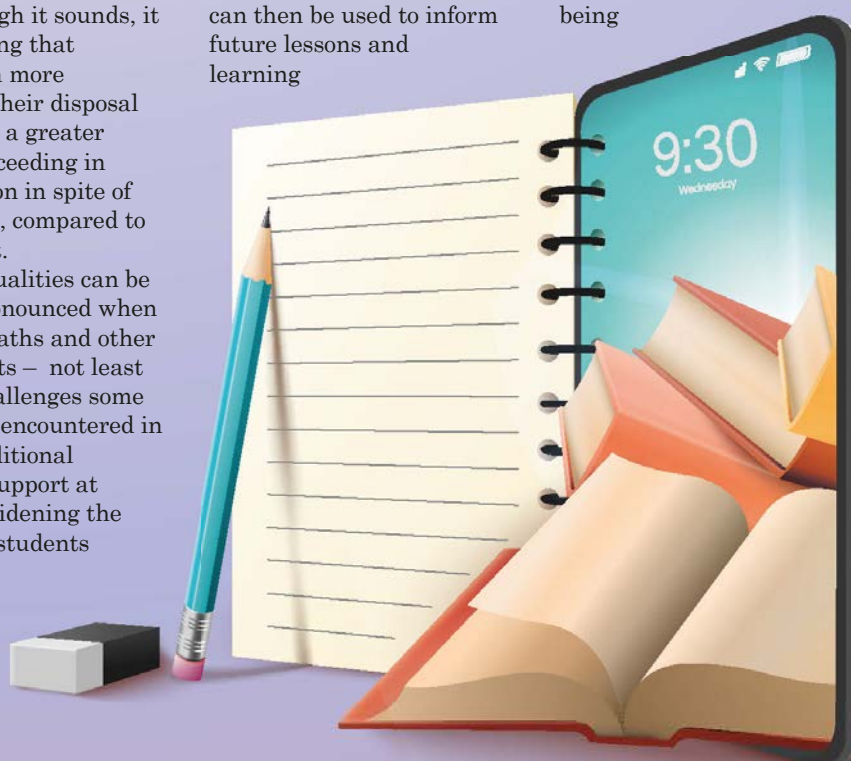 gh it sounds, it
ng that
more
heir disposal
a greater
ceeding in
on in spite of
, compared to
.
ualities can be
onounced when
aths and other
ts – not least
allenges some
encountered in
ditional
upport at
idening the
students
can then be used to inform
future lessons and
learning
being
9:30
Wednesday